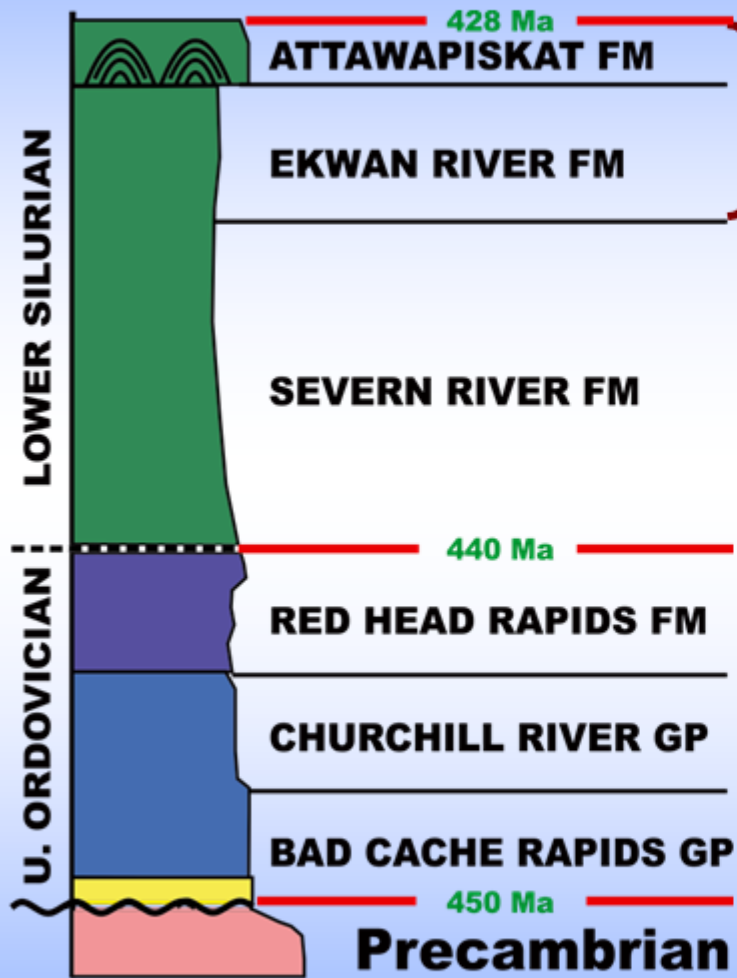 428 Ma
ATTAWAPISKAT FM
EKWAN RIVER FM
LOWER SILURIAN
SEVERN RIVER FM
440 Ma
RED HEAD RAPIDS FM
U. ORDOVICIAN
CHURCHILL RIVER GP
BAD CACHE RAPIDS GP
450 Ma
Precambrian